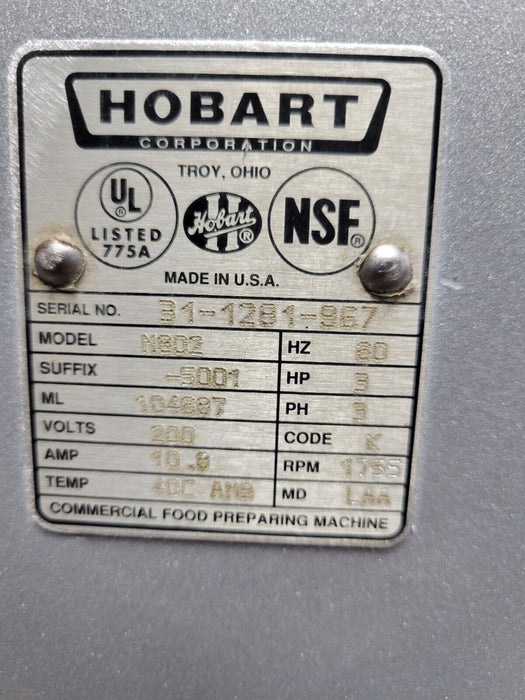 HOBART
CORPORATION
TROY, OHIO
UL ® LISTED 775A
Hobart ®
NSF®
MADE IN U.S.A.
SERIAL NO. 31-1281-967
MODEL M802 HZ 60
SUFFIX -5001 HP 3
ML 104687 PH 3
VOLTS 200 CODE K
AMP 10.8 RPM
TEMP 40C AMB MD LAA
COMMERCIAL FOOD PREPARING MACHINE